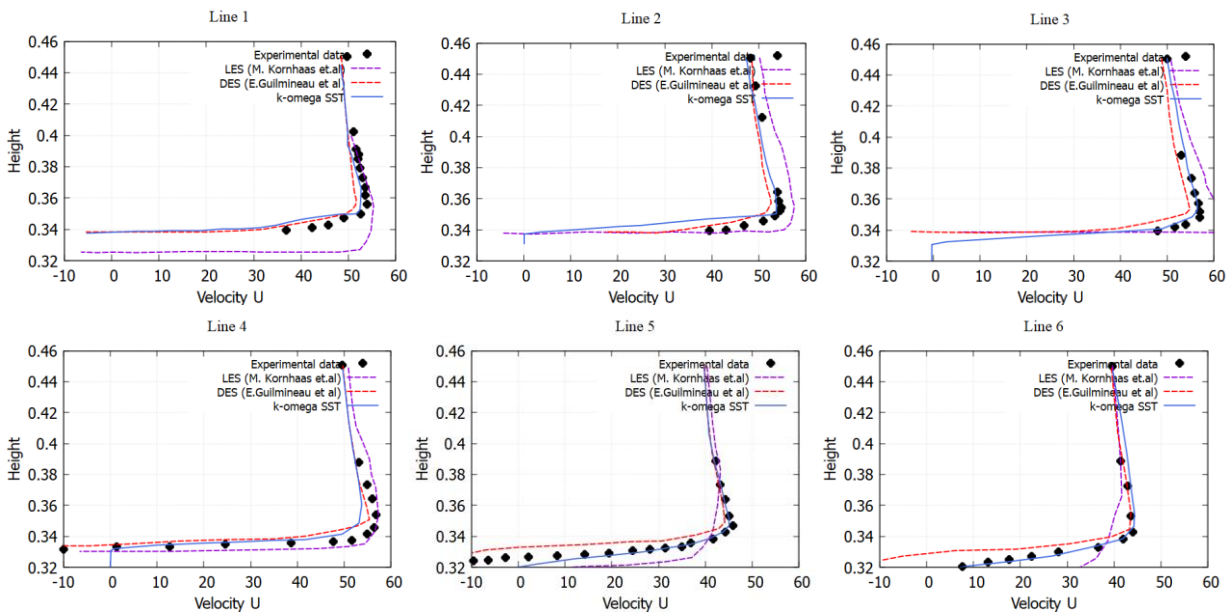 Line 1
0.46
0.44
0.42
0.4
0.38
0.36
0.34
0.32
Height
Experimental data
LES (M. Kornhaas et.al)
DES (E.Guilmineau et al)
k-omega SST
-10 0 10 20 30 40 50 60
Velocity U
Line 2
0.46
0.44
0.42
0.4
0.38
0.36
0.34
0.32
Height
Experimental data
LES (M. Kornhaas et.al)
DES (E.Guilmineau et al)
k-omega SST
-10 0 10 20 30 40 50 60
Velocity U
Line 3
0.46
0.44
0.42
0.4
0.38
0.36
0.34
0.32
Height
Experimental data
LES (M. Kornhaas et.al)
DES (E.Guilmineau et al)
k-omega SST
-10 0 10 20 30 40 50 60
Velocity U
Line 4
0.46
0.44
0.42
0.4
0.38
0.36
0.34
0.32
Height
Experimental data
LES (M. Kornhaas et.al)
DES (E.Guilmineau et al)
k-omega SST
-10 0 10 20 30 40 50 60
Velocity U
Line 5
0.46
0.44
0.42
0.4
0.38
0.36
0.34
0.32
Height
Experimental data
LES (M. Kornhaas et.al)
DES (E.Guilmineau et al)
k-omega SST
-10 0 10 20 30 40 50 60
Velocity U
Line 6
0.46
0.44
0.42
0.4
0.38
0.36
0.34
0.32
Height
Experimental data
LES (M. Kornhaas et.al)
DES (E.Guilmineau et al)
k-omega SST
-10 0 10 20 30 40 50 60
Velocity U